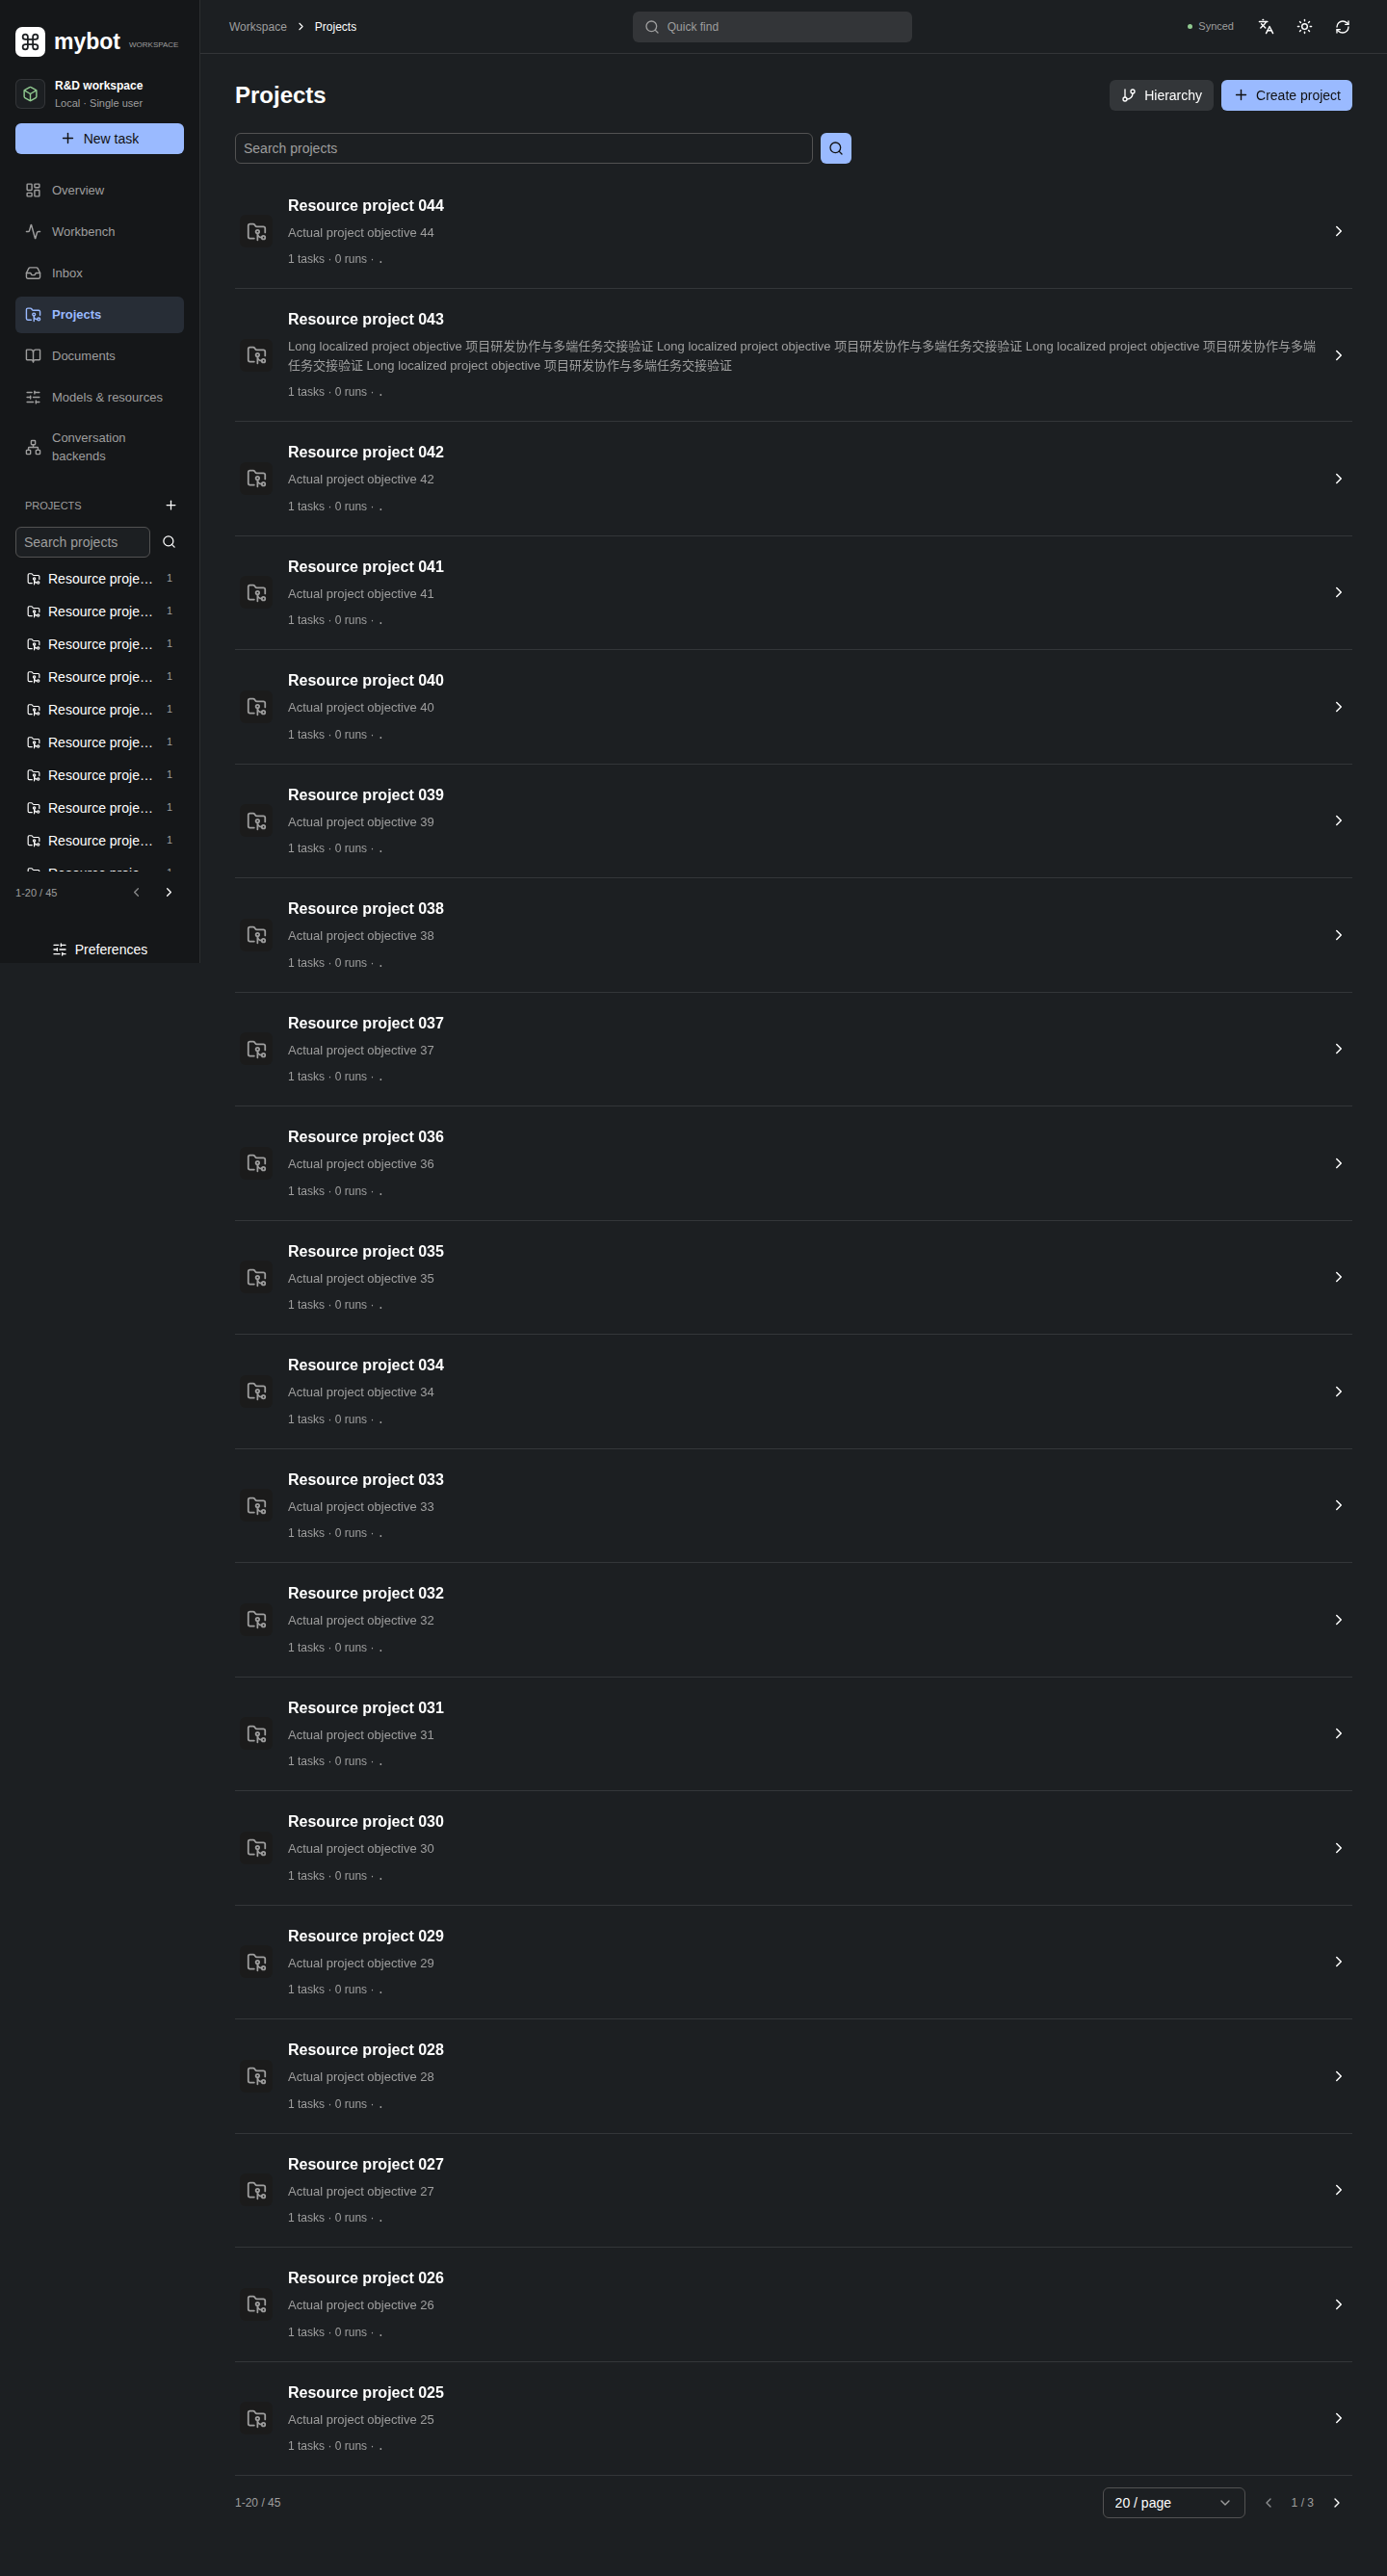 mybot WORKSPACE
R&D workspace
Local · Single user
New task
Overview
Workbench
Inbox
Projects
Documents
Models & resources
Conversation
backends
PROJECTS
Search projects
Resource proje… 1
Resource proje… 1
Resource proje… 1
Resource proje… 1
Resource proje… 1
Resource proje… 1
Resource proje… 1
Resource proje… 1
Resource proje… 1
1-20 / 45
Preferences
Workspace Projects
Quick find
Synced
Projects
Hierarchy
Create project
Search projects
Resource project 044
Actual project objective 44
1 tasks · 0 runs · .
Resource project 043
Long localized project objective 项目研发协作与多端任务交接验证 Long localized project objective 项目研发协作与多端任务交接验证 Long localized project objective 项目研发协作与多端
任务交接验证 Long localized project objective 项目研发协作与多端任务交接验证
1 tasks · 0 runs · .
Resource project 042
Actual project objective 42
1 tasks · 0 runs · .
Resource project 041
Actual project objective 41
1 tasks · 0 runs · .
Resource project 040
Actual project objective 40
1 tasks · 0 runs · .
Resource project 039
Actual project objective 39
1 tasks · 0 runs · .
Resource project 038
Actual project objective 38
1 tasks · 0 runs · .
Resource project 037
Actual project objective 37
1 tasks · 0 runs · .
Resource project 036
Actual project objective 36
1 tasks · 0 runs · .
Resource project 035
Actual project objective 35
1 tasks · 0 runs · .
Resource project 034
Actual project objective 34
1 tasks · 0 runs · .
Resource project 033
Actual project objective 33
1 tasks · 0 runs · .
Resource project 032
Actual project objective 32
1 tasks · 0 runs · .
Resource project 031
Actual project objective 31
1 tasks · 0 runs · .
Resource project 030
Actual project objective 30
1 tasks · 0 runs · .
Resource project 029
Actual project objective 29
1 tasks · 0 runs · .
Resource project 028
Actual project objective 28
1 tasks · 0 runs · .
Resource project 027
Actual project objective 27
1 tasks · 0 runs · .
Resource project 026
Actual project objective 26
1 tasks · 0 runs · .
Resource project 025
Actual project objective 25
1 tasks · 0 runs · .
1-20 / 45
20 / page
1 / 3